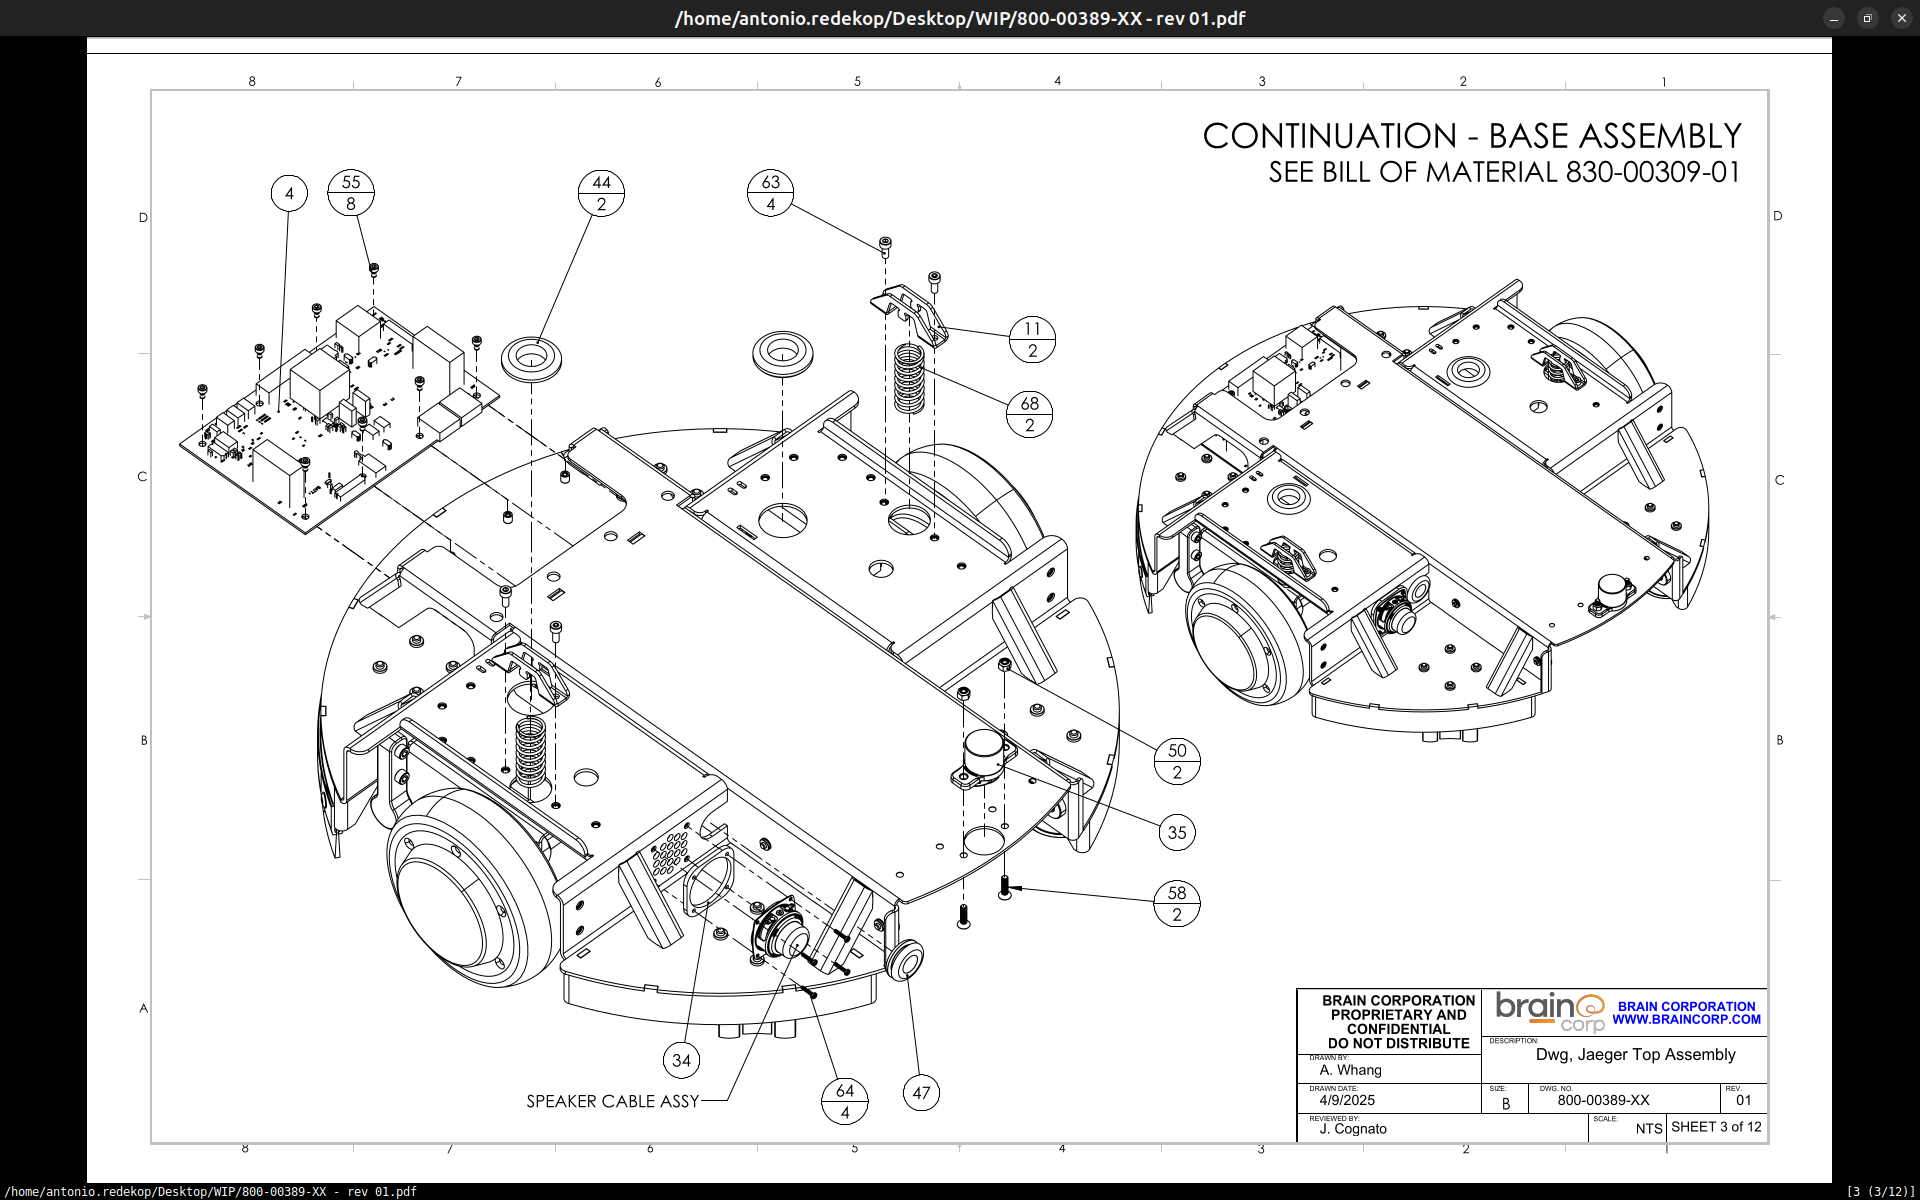 /home/antonio.redekop/Desktop/WIP/800-00389-XX - rev 01.pdf
8 7 6 5 4 3 2 1
CONTINUATION - BASE ASSEMBLY
SEE BILL OF MATERIAL 830-00309-01
4
55
8
44
2
63
4
D
D
11
2
68
2
C
C
B
B
50
2
35
58
2
A
34
SPEAKER CABLE ASSY
64
4
47
BRAIN CORPORATION
PROPRIETARY AND
CONFIDENTIAL
DO NOT DISTRIBUTE
brain
corp
BRAIN CORPORATION
WWW.BRAINCORP.COM
DESCRIPTION:
Dwg, Jaeger Top Assembly
DRAWN BY:
A. Whang
DRAWN DATE:
4/9/2025
SIZE:
B
DWG. NO.
800-00389-XX
REV.
01
REVIEWED BY:
J. Cognato
SCALE:
NTS
SHEET 3 of 12
8 7 6 5 4 3 2 1
/home/antonio.redekop/Desktop/WIP/800-00389-XX - rev 01.pdf
[3 (3/12)]